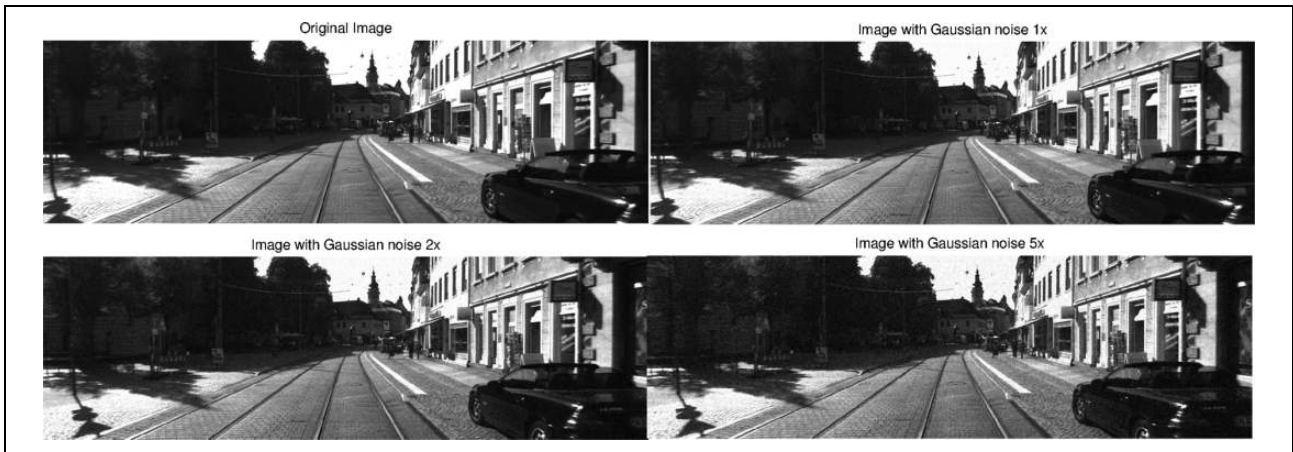 Original Image
Image with Gaussian noise 1x
Image with Gaussian noise 2x
Image with Gaussian noise 5x